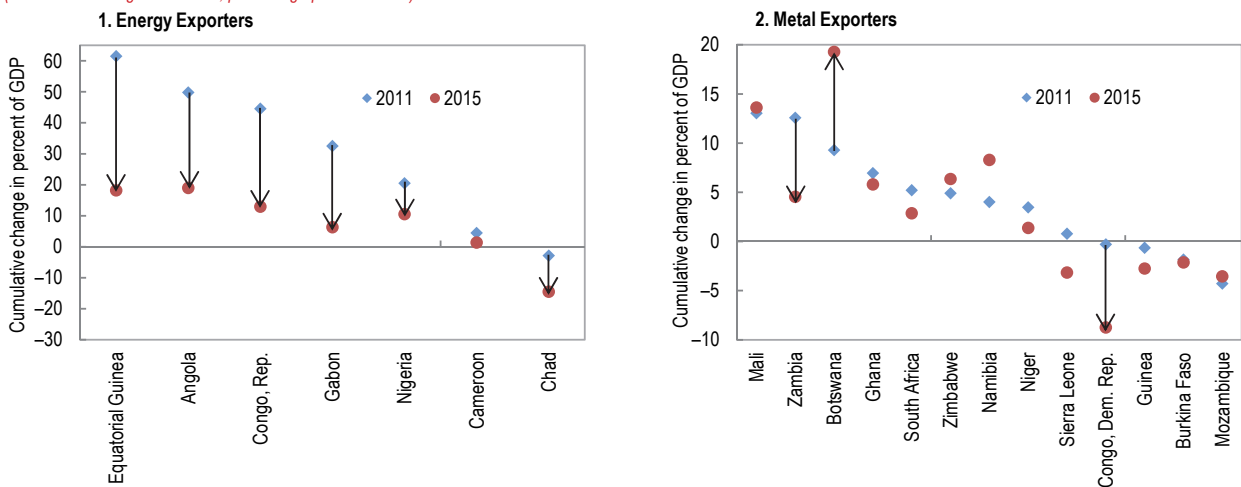 1. Energy Exporters
Cumulative change in percent of GDP
60
50
40
30
20
10
0
–10
–20
–30
2011
2015
Equatorial Guinea
Angola
Congo, Rep.
Gabon
Nigeria
Cameroon
Chad
2. Metal Exporters
Cumulative change in percent of GDP
20
15
10
5
0
–5
–10
2011
2015
Mali
Zambia
Botswana
Ghana
South Africa
Zimbabwe
Namibia
Niger
Sierra Leone
Congo, Dem. Rep.
Guinea
Burkina Faso
Mozambique